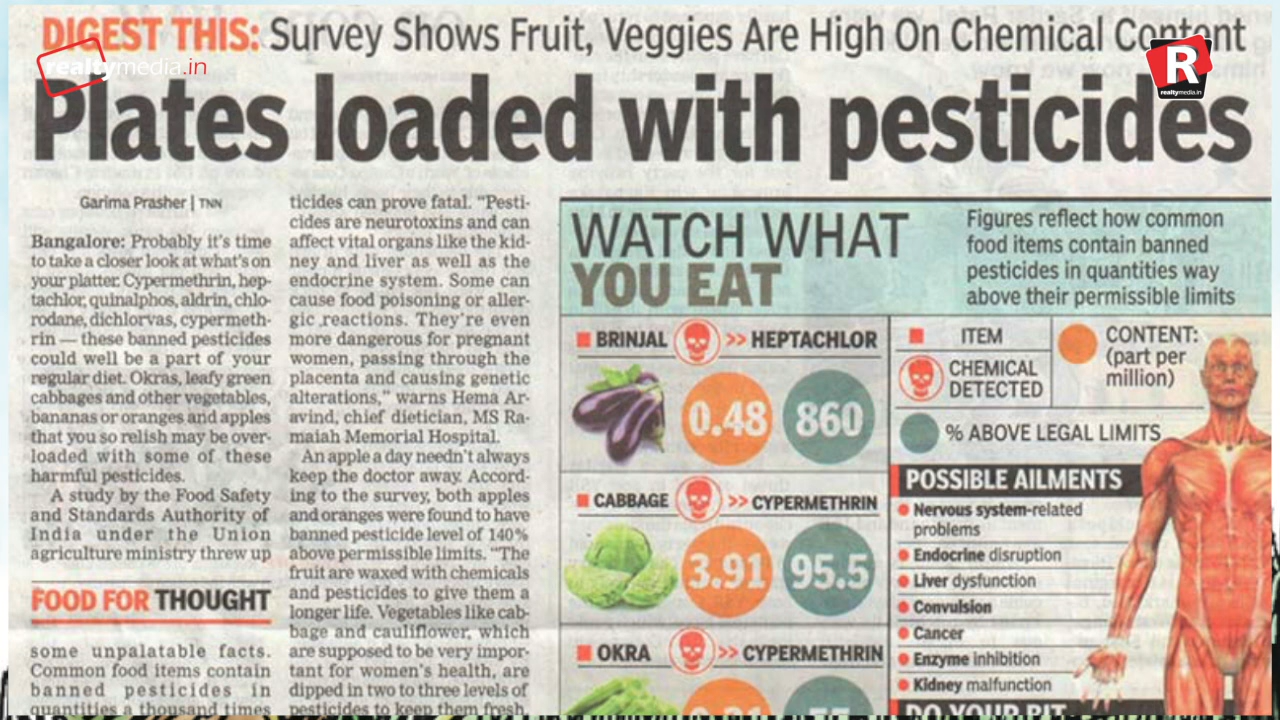 DIGEST THIS: Survey Shows Fruit, Veggies Are High On Chemical Content
realtymedia.in
R
realtymedia.in
Plates loaded with pesticides
Garima Prasher | TNN
Bangalore: Probably it's time
to take a closer look at what's on
your platter. Cypermethrin, hep-
tachlor, quinalphos, aldrin, chlo-
rodane, dichlorvas, cypermeth-
rin — these banned pesticides
could well be a part of your
regular diet. Okras, leafy green
cabbages and other vegetables,
bananas or oranges and apples
that you so relish may be over-
loaded with some of these
harmful pesticides.
A study by the Food Safety
and Standards Authority of
India under the Union
agriculture ministry threw up
FOOD FOR THOUGHT
some unpalatable facts.
Common food items contain
banned pesticides in
quantities a thousand times
ticides can prove fatal. "Pesti-
cides are neurotoxins and can
affect vital organs like the kid-
ney and liver as well as the
endocrine system. Some can
cause food poisoning or aller-
gic reactions. They're even
more dangerous for pregnant
women, passing through the
placenta and causing genetic
alterations," warns Hema Ar-
avind, chief dietician, MS Ra-
maiah Memorial Hospital.
An apple a day needn't always
keep the doctor away. Accord-
ing to the survey, both apples
and oranges were found to have
banned pesticide level of 140%
above permissible limits. "The
fruit are waxed with chemicals
and pesticides to give them a
longer life. Vegetables like cab-
bage and cauliflower, which
are supposed to be very impor-
tant for women's health, are
dipped in two to three levels of
pesticides to keep them fresh,
WATCH WHAT
YOU EAT
Figures reflect how common
food items contain banned
pesticides in quantities way
above their permissible limits
BRINJAL >> HEPTACHLOR
0.48 860
CABBAGE >> CYPERMETHRIN
3.91 95.5
OKRA >> CYPERMETHRIN
ITEM
CHEMICAL
DETECTED
CONTENT:
(part per
million)
% ABOVE LEGAL LIMITS
POSSIBLE AILMENTS
Nervous system-related
problems
Endocrine disruption
Liver dysfunction
Convulsion
Cancer
Enzyme inhibition
Kidney malfunction
DO YOUR BIT